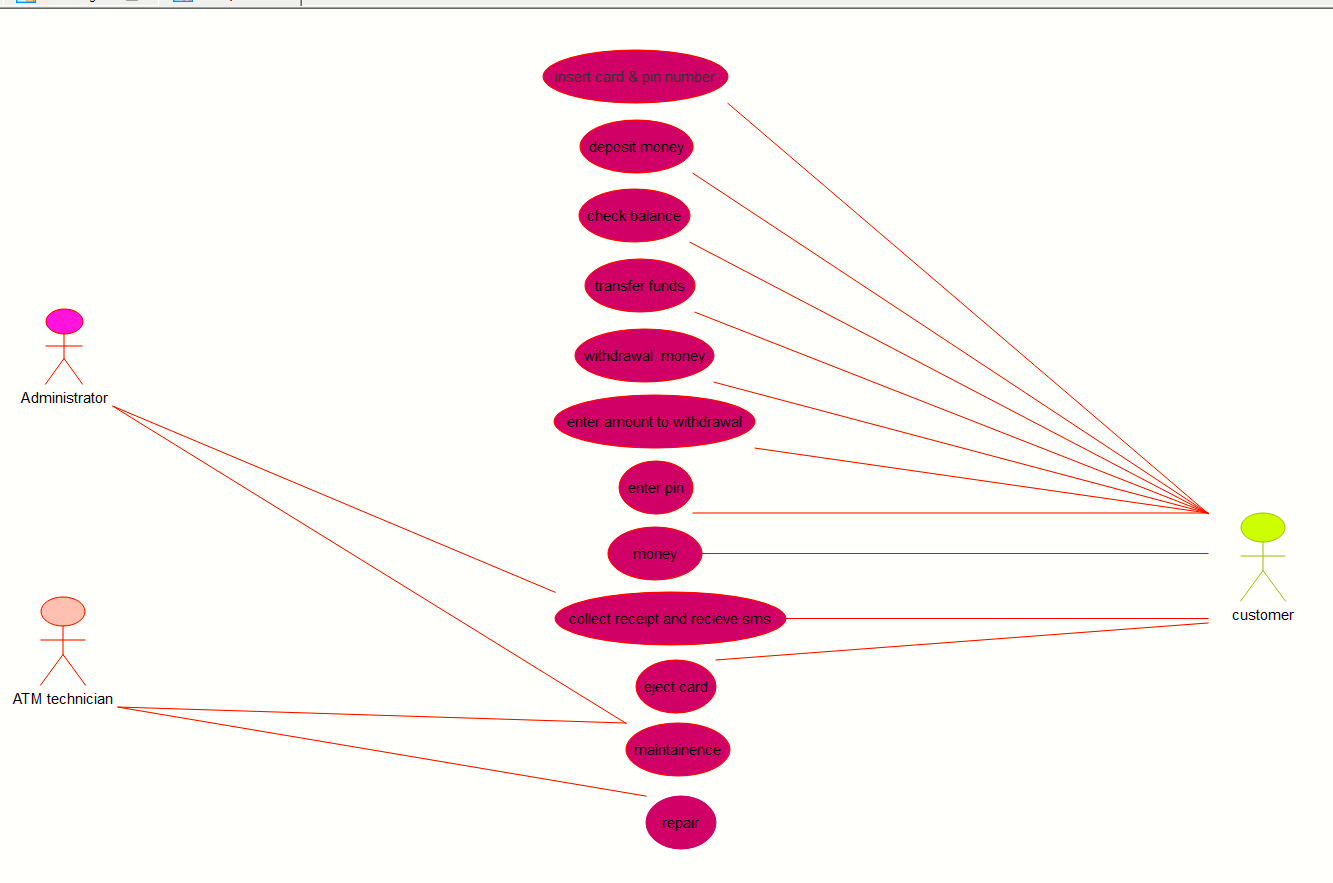 insert card & pin number
deposit money
check balance
transfer funds
withdrawal money
enter amount to withdrawal
enter pin
money
collect receipt and recieve sms
eject card
maintainence
repair
Administrator
ATM technician
customer